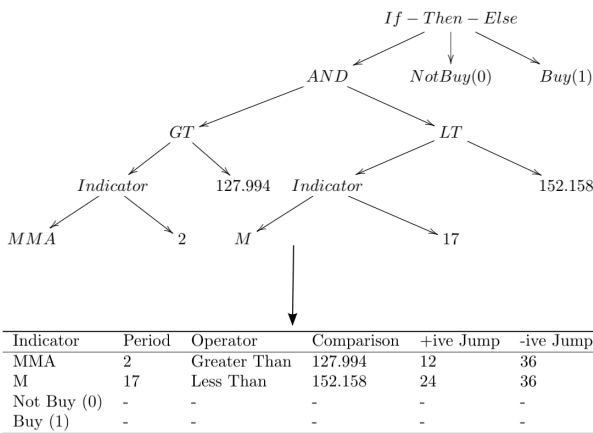 If − Then − Else
AND NotBuy(0) Buy(1)
GT LT
Indicator 127.994 Indicator 152.158
MMA 2 M 17
Indicator Period Operator Comparison +ive Jump -ive Jump
MMA 2 Greater Than 127.994 12 36
M 17 Less Than 152.158 24 36
Not Buy (0) - - - - -
Buy (1) - - - - -